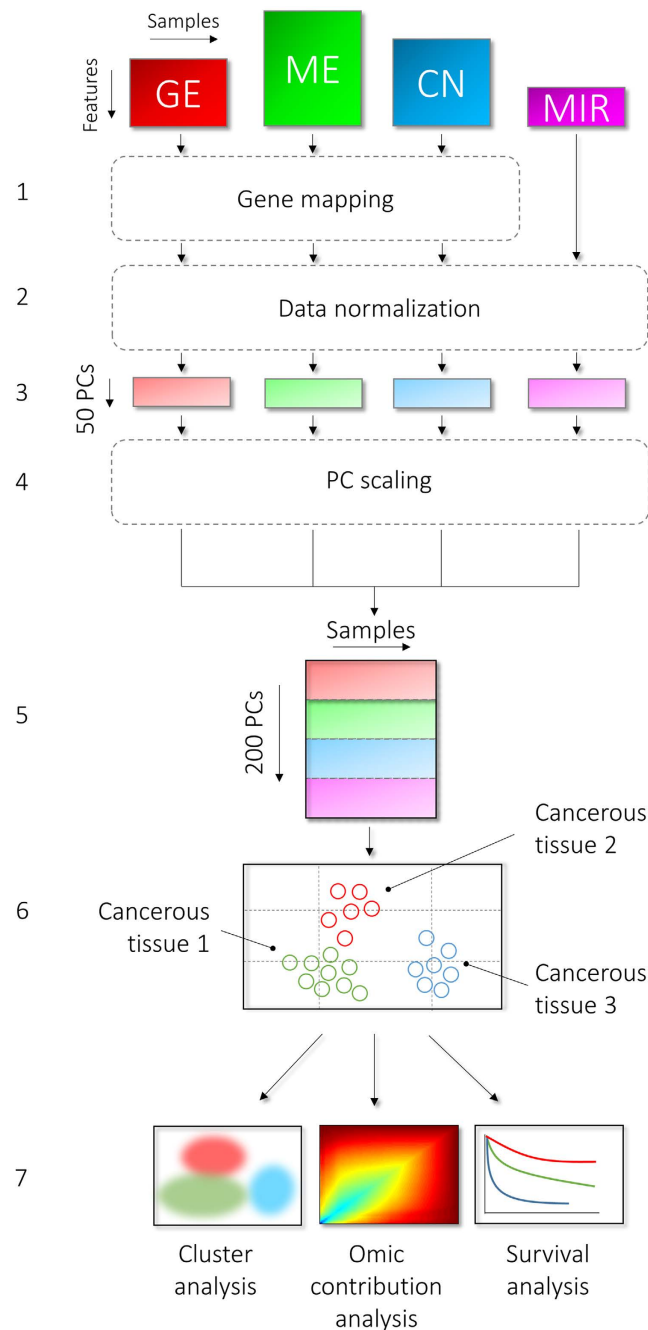 Samples
Features
GE
ME
CN
MIR
1
Gene mapping
2
Data normalization
3
50 PCs
4
PC scaling
Samples
5
200 PCs
Cancerous
tissue 2
6
Cancerous
tissue 1
Cancerous
tissue 3
7
Cluster
analysis
Omic
contribution
analysis
Survival
analysis